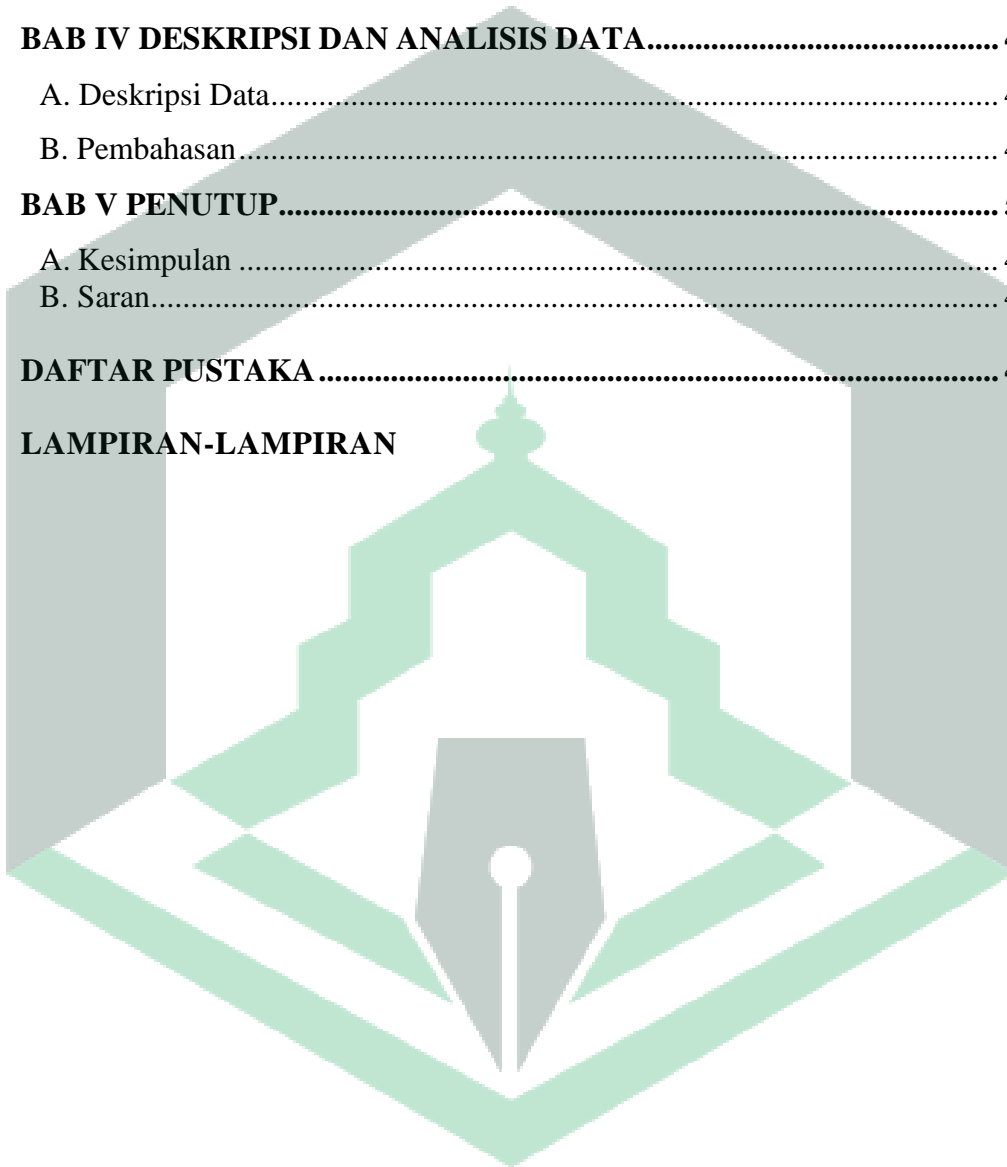 BAB IV DESKRIPSI DAN ANALISIS DATA............................................
A. Deskripsi Data............................................................................................
B. Pembahasan................................................................................................
BAB V PENUTUP............................................................................................
A. Kesimpulan ................................................................................................
B. Saran...........................................................................................................
DAFTAR PUSTAKA.......................................................................................
LAMPIRAN-LAMPIRAN